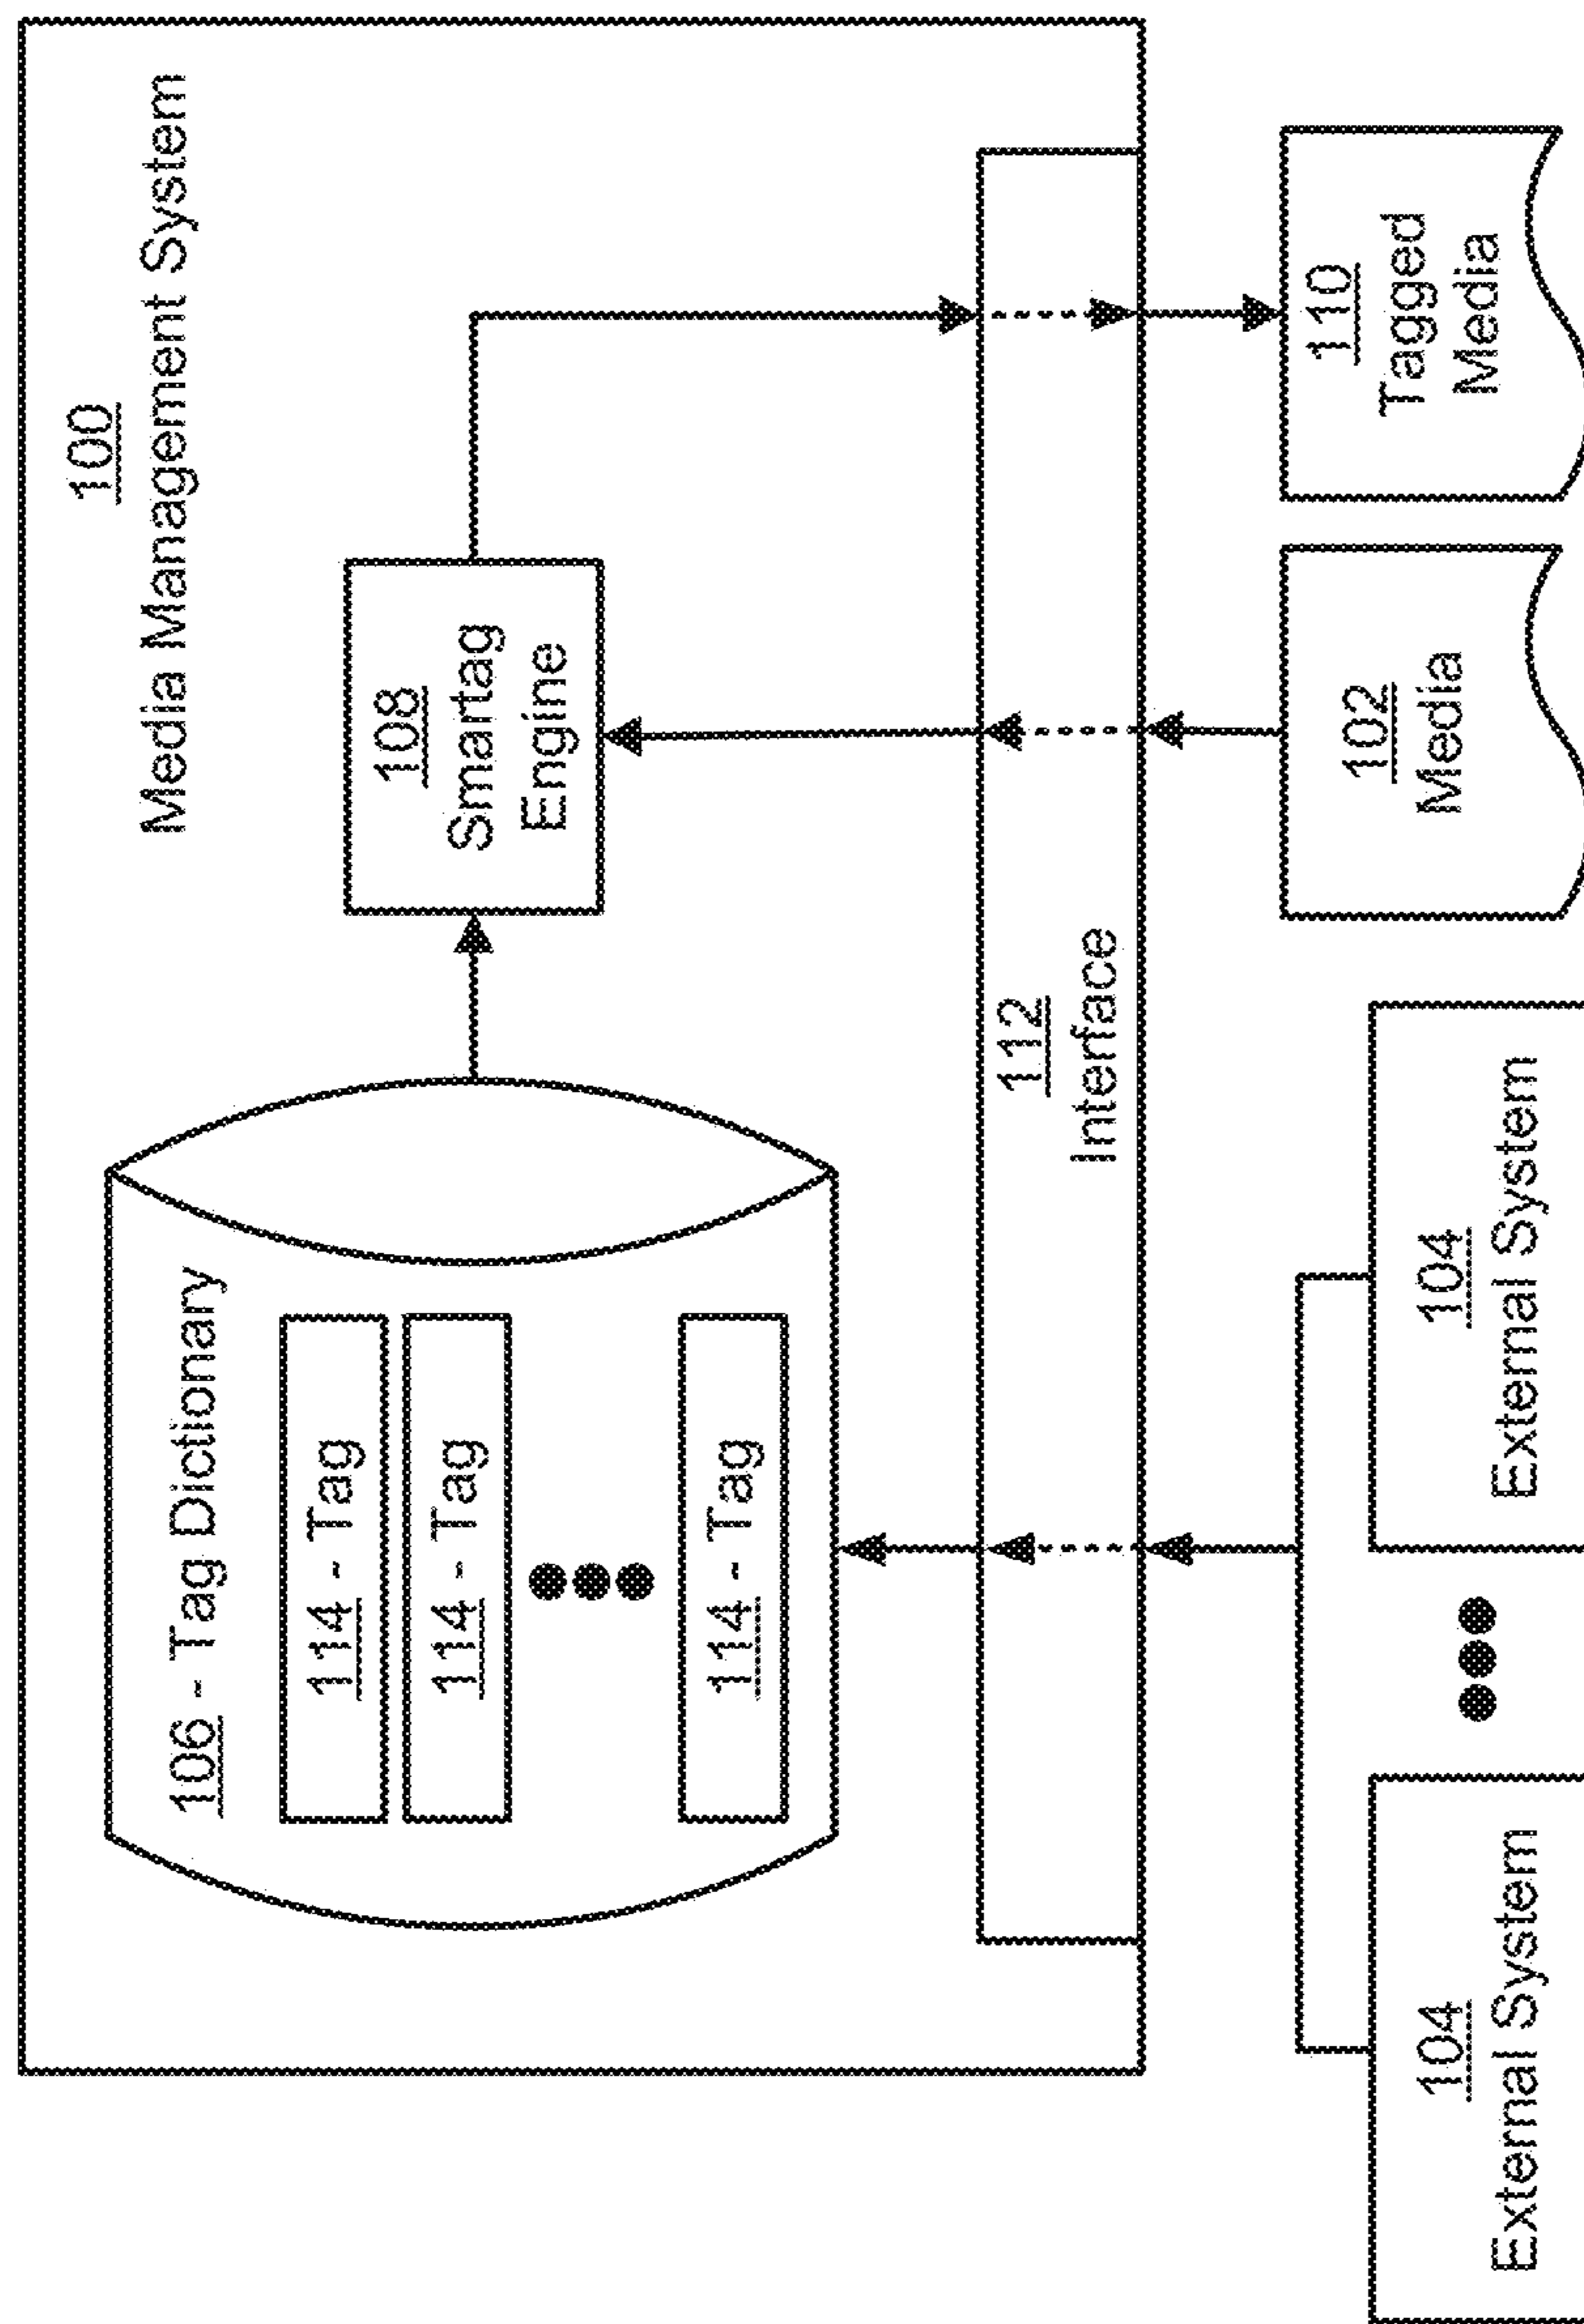 100
Media Management System
106 - Tag Dictionary
114 - Tag
114 - Tag
114 - Tag
108
Smartag
Engine
112
Interface
104
External System
104
External System
102
Media
110
Tagged
Media